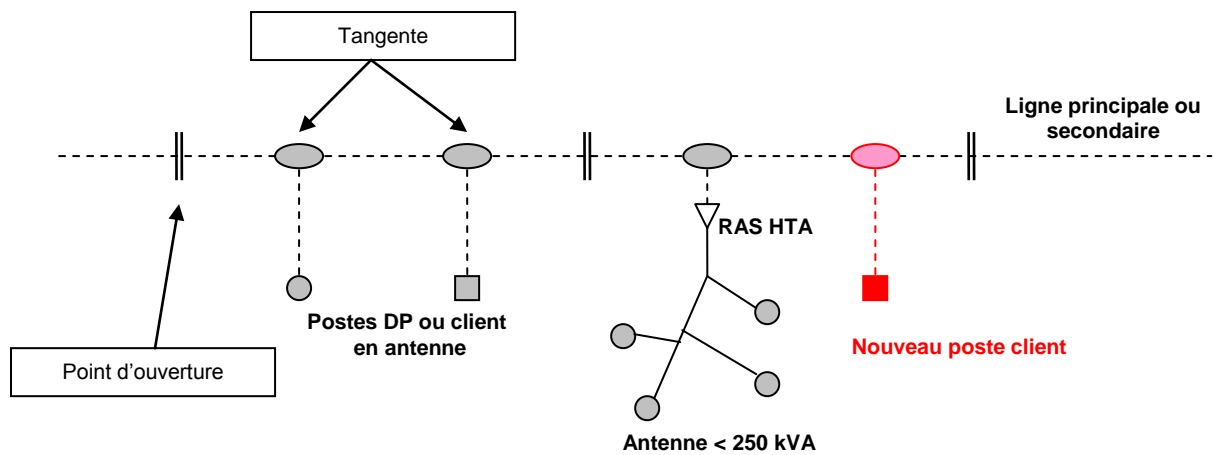 Tangente
Ligne principale ou
secondaire
RAS HTA
Postes DP ou client
en antenne
Nouveau poste client
Point d'ouverture
Antenne < 250 kVA